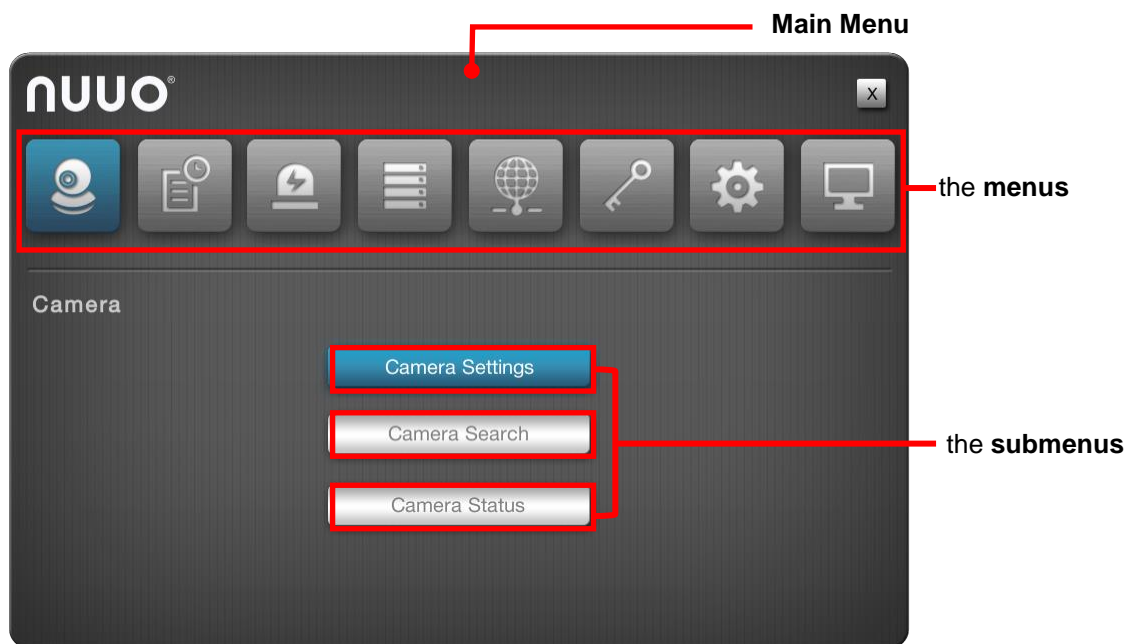 Main Menu
nuuo®
X
the menus
Camera
Camera Settings
Camera Search
the submenus
Camera Status